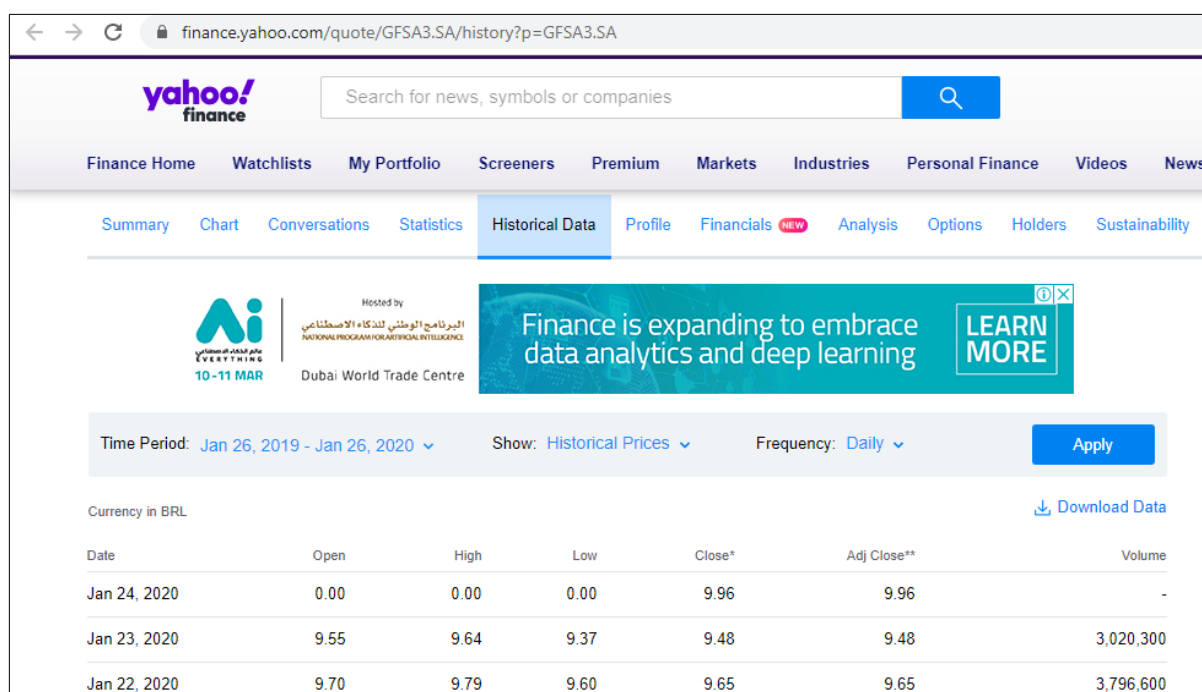 finance.yahoo.com/quote/GFSA3.SA/history?p=GFSA3.SA
yahoo!
finance
Search for news, symbols or companies
Finance Home Watchlists My Portfolio Screeners Premium Markets Industries Personal Finance Videos News
Summary Chart Conversations Statistics Historical Data Profile Financials NEW Analysis Options Holders Sustainability
Ai
عالم الذكاء الاصطناعي
EVERYTHING
10-11 MAR
Hosted by
البرنامج الوطني للذكاء الاصطناعي
NATIONAL PROGRAM FOR ARTIFICIAL INTELLIGENCE
Dubai World Trade Centre
Finance is expanding to embrace
data analytics and deep learning
LEARN
MORE
Time Period: Jan 26, 2019 - Jan 26, 2020 Show: Historical Prices Frequency: Daily Apply
Currency in BRL Download Data
Date Open High Low Close* Adj Close** Volume
Jan 24, 2020 0.00 0.00 0.00 9.96 9.96 -
Jan 23, 2020 9.55 9.64 9.37 9.48 9.48 3,020,300
Jan 22, 2020 9.70 9.79 9.60 9.65 9.65 3,796,600